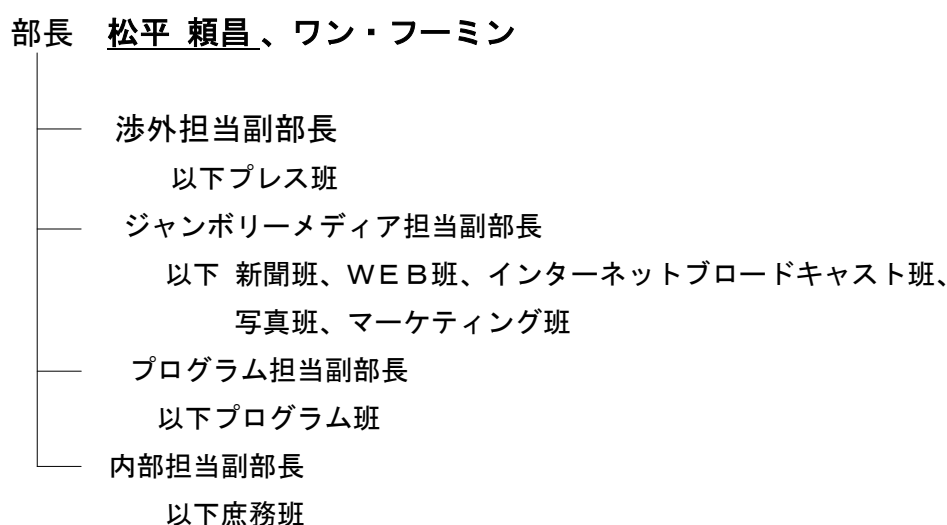 部長　松平 頼昌、ワン・フーミン
渉外担当副部長
以下プレス班
ジャンボリーメディア担当副部長
以下 新聞班、ＷＥＢ班、インターネットブロードキャスト班、
写真班、マーケティング班
プログラム担当副部長
以下プログラム班
内部担当副部長
以下庶務班